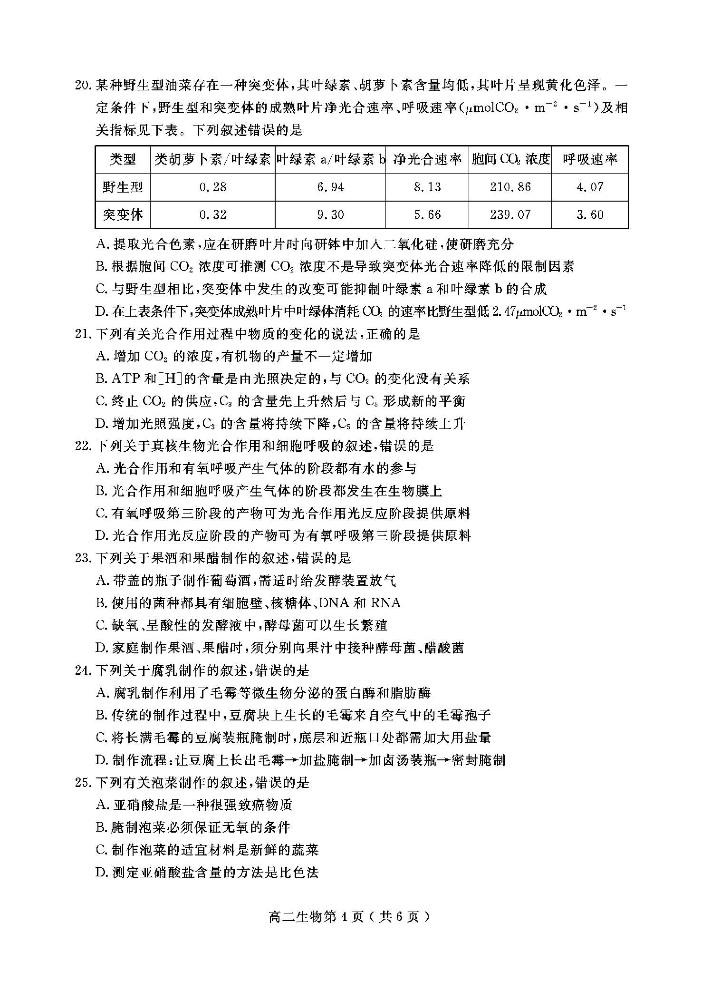 20. 某种野生型油菜存在一种突变体,其叶绿素、胡萝卜素含量均低,其叶片呈现黄化色泽。一
定条件下,野生型和突变体的成熟叶片净光合速率、呼吸速率(μmolCO₂・m⁻²・s⁻¹)及相
关指标见下表。下列叙述错误的是
类型 类胡萝卜素/叶绿素 叶绿素 a/叶绿素 b 净光合速率 胞间 CO₂ 浓度 呼吸速率
野生型 0.28 6.94 8.13 210.86 4.07
突变体 0.32 9.30 5.66 239.07 3.60
A. 提取光合色素,应在研磨叶片时向研钵中加入二氧化硅,使研磨充分
B. 根据胞间 CO₂ 浓度可推测 CO₂ 浓度不是导致突变体光合速率降低的限制因素
C. 与野生型相比,突变体中发生的改变可能抑制叶绿素 a 和叶绿素 b 的合成
D. 在上表条件下,突变体成熟叶片中叶绿体消耗 CO₂ 的速率比野生型低 2.47μmolCO₂・m⁻²・s⁻¹
21. 下列有关光合作用过程中物质的变化的说法,正确的是
A. 增加 CO₂ 的浓度,有机物的产量不一定增加
B. ATP 和[H]的含量是由光照决定的,与 CO₂ 的变化没有关系
C. 终止 CO₂ 的供应,C₃ 的含量先上升然后与 C₅ 形成新的平衡
D. 增加光照强度,C₃ 的含量将持续下降,C₅ 的含量将持续上升
22. 下列关于真核生物光合作用和细胞呼吸的叙述,错误的是
A. 光合作用和有氧呼吸产生气体的阶段都有水的参与
B. 光合作用和细胞呼吸产生气体的阶段都发生在生物膜上
C. 有氧呼吸第三阶段的产物可为光合作用光反应阶段提供原料
D. 光合作用光反应阶段的产物可为有氧呼吸第三阶段提供原料
23. 下列关于果酒和果醋制作的叙述,错误的是
A. 带盖的瓶子制作葡萄酒,需适时给发酵装置放气
B. 使用的菌种都具有细胞壁、核糖体、DNA 和 RNA
C. 缺氧、呈酸性的发酵液中,酵母菌可以生长繁殖
D. 家庭制作果酒、果醋时,须分别向果汁中接种酵母菌、醋酸菌
24. 下列关于腐乳制作的叙述,错误的是
A. 腐乳制作利用了毛霉等微生物分泌的蛋白酶和脂肪酶
B. 传统的制作过程中,豆腐块上生长的毛霉来自空气中的毛霉孢子
C. 将长满毛霉的豆腐装瓶腌制时,底层和近瓶口处都需加大用盐量
D. 制作流程:让豆腐上长出毛霉→加盐腌制→加卤汤装瓶→密封腌制
25. 下列有关泡菜制作的叙述,错误的是
A. 亚硝酸盐是一种很强致癌物质
B. 腌制泡菜必须保证无氧的条件
C. 制作泡菜的适宜材料是新鲜的蔬菜
D. 测定亚硝酸盐含量的方法是比色法
高二生物第 4 页 ( 共 6 页 )